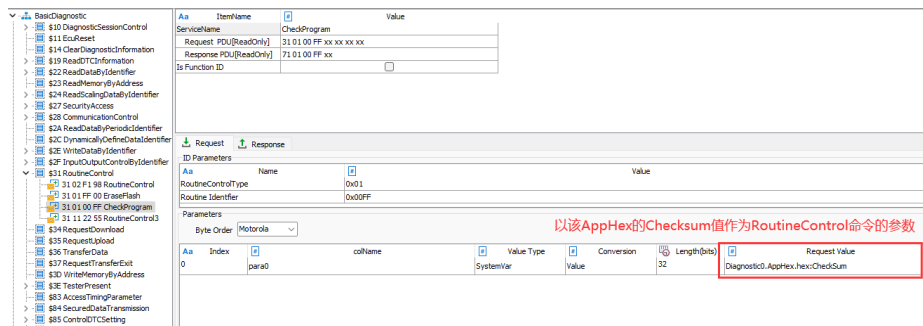 BasicDiagnostic
$10 DiagnosticSessionControl
$11 EcuReset
$14 ClearDiagnosticInformation
$19 ReadDTCInformation
$22 ReadDataByIdentifier
$23 ReadMemoryByAddress
$24 ReadScalingDataByIdentifier
$27 SecurityAccess
$28 CommunicationControl
$2A ReadDataByPeriodicIdentifier
$2C DynamicallyDefineDataIdentifier
$2E WriteDataByIdentifier
$2F InputOutputControlByIdentifier
$31 RoutineControl
31 02 F1 98 RoutineControl
31 01 FF 00 EraseFlash
31 01 00 FF CheckProgram
31 11 22 55 RoutineControl3
$34 RequestDownload
$35 RequestUpload
$36 TransferData
$37 RequestTransferExit
$3D WriteMemoryByAddress
$3E TesterPresent
$83 AccessTimingParameter
$84 SecuredDataTransmission
$85 ControlDTCSetting
Aa ItemName # Value
ServiceName CheckProgram
Request PDU[ReadOnly] 31 01 00 FF xx xx xx xx
Response PDU[ReadOnly] 71 01 00 FF xx
Is Function ID
Request Response
ID Parameters
Aa Name # Value
RoutineControlType 0x01
Routine Identfier 0x00FF
Parameters
Byte Order Motorola
以该AppHex的Checksum值作为RoutineControl命令的参数
Aa Index # colName # Value Type # Conversion Length(bits) # Request Value
0 para0 SystemVar Value 32 Diagnostic0.AppHex.hex:CheckSum